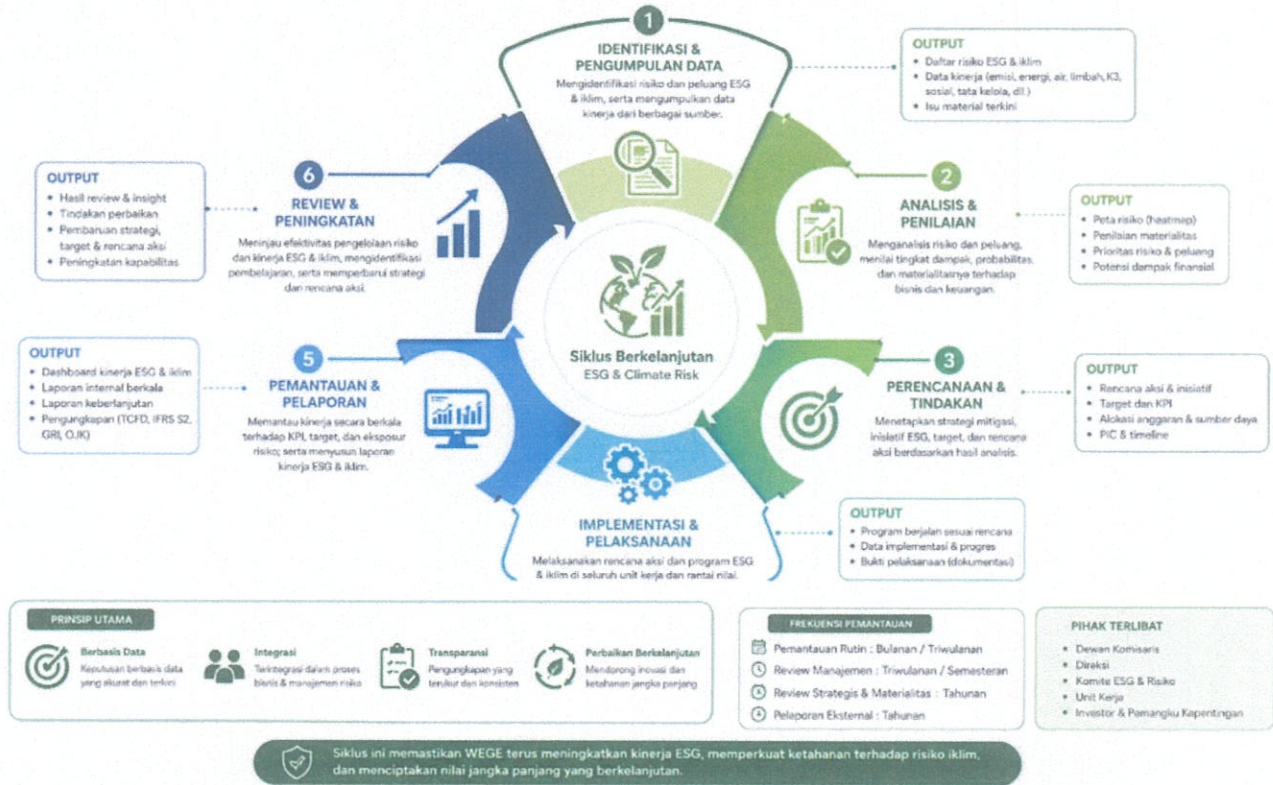 1
IDENTIFIKASI &
PENGUMPULAN DATA
Mengidentifikasi risiko dan peluang ESG
& iklim, serta mengumpulkan data
kinerja dari berbagai sumber.
OUTPUT
• Daftar risiko ESG & iklim
• Data kinerja (emisi, energi, air, limbah, K3,
sosial, tata kelola, dll.)
• Isu material terkini
2
ANALISIS &
PENILAIAN
Menganalisis risiko dan peluang,
menilai tingkat dampak, probabilitas,
dan materialitasnya terhadap
bisnis dan keuangan.
OUTPUT
• Peta risiko (heatmap)
• Penilaian materialitas
• Prioritas risiko & peluang
• Potensi dampak finansial
3
PERENCANAAN &
TINDAKAN
Menetapkan strategi mitigasi,
inisiatif ESG, target, dan rencana
aksi berdasarkan hasil analisis.
OUTPUT
• Rencana aksi & inisiatif
• Target dan KPI
• Alokasi anggaran & sumber daya
• PIC & timeline
IMPLEMENTASI &
PELAKSANAAN
Melaksanakan rencana aksi dan program ESG
& iklim di seluruh unit kerja dan rantai nilai.
OUTPUT
• Program berjalan sesuai rencana
• Data implementasi & progres
• Bukti pelaksanaan (dokumentasi)
5
PEMANTAUAN &
PELAPORAN
Memantau kinerja secara berkala
terhadap KPI, target, dan eksposur
risiko; serta menyusun laporan
kinerja ESG & iklim.
OUTPUT
• Dashboard kinerja ESG & iklim
• Laporan internal berkala
• Laporan keberlanjutan
• Pengungkapan (TCFD, IFRS S2,
GRI, OJK)
6
REVIEW &
PENINGKATAN
Meninjau efektivitas pengelolaan risiko
dan kinerja ESG & iklim, mengidentifikasi
pembelajaran, serta memperbarui strategi
dan rencana aksi.
OUTPUT
• Hasil review & insight
• Tindakan perbaikan
• Pembaruan strategi,
target & rencana aksi
• Peningkatan kapabilitas
Siklus Berkelanjutan
ESG & Climate Risk
PRINSIP UTAMA
Berbasis Data
Keputusan berbasis data
yang akurat dan terkini
Integrasi
Terintegrasi dalam proses
bisnis & manajemen risiko
Transparansi
Pengungkapan yang
terukur dan konsisten
Perbaikan Berkelanjutan
Mendorong inovasi dan
ketahanan jangka panjang
FREKUENSI PEMANTAUAN
Pemantauan Rutin : Bulanan / Triwulanan
Review Manajemen : Triwulanan / Semesteran
Review Strategis & Materialitas : Tahunan
Pelaporan Eksternal : Tahunan
PIHAK TERLIBAT
• Dewan Komisaris
• Direksi
• Komite ESG & Risiko
• Unit Kerja
• Investor & Pemangku Kepentingan
Siklus ini memastikan WEGE terus meningkatkan kinerja ESG, memperkuat ketahanan terhadap risiko iklim,
dan menciptakan nilai jangka panjang yang berkelanjutan.